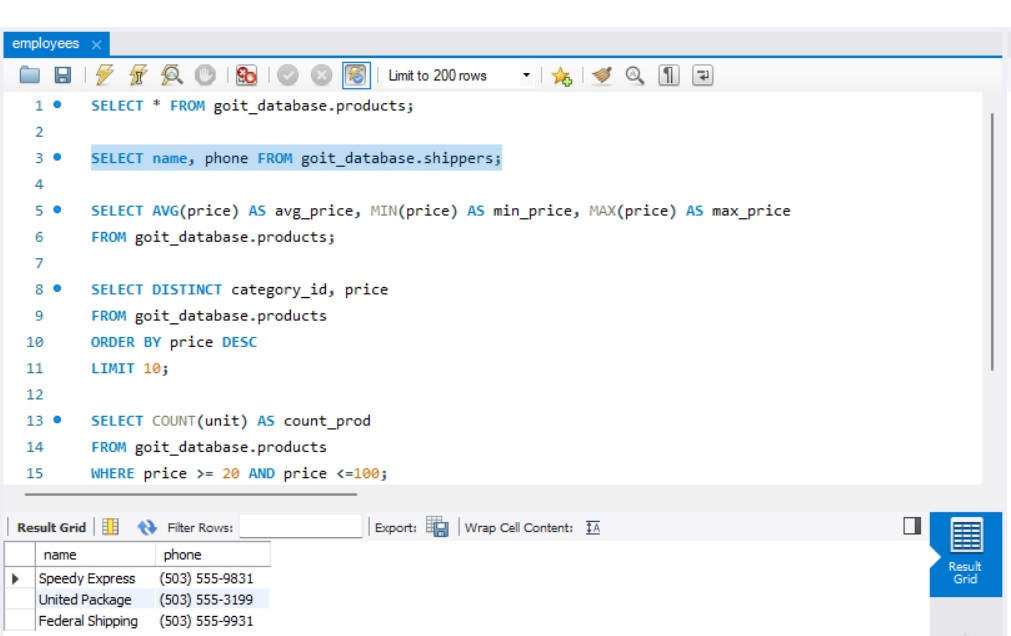 employees ×
Limit to 200 rows
1 SELECT * FROM goit_database.products;
2
3 SELECT name, phone FROM goit_database.shippers;
4
5 SELECT AVG(price) AS avg_price, MIN(price) AS min_price, MAX(price) AS max_price
6 FROM goit_database.products;
7
8 SELECT DISTINCT category_id, price
9 FROM goit_database.products
10 ORDER BY price DESC
11 LIMIT 10;
12
13 SELECT COUNT(unit) AS count_prod
14 FROM goit_database.products
15 WHERE price >= 20 AND price <=100;
Result Grid Filter Rows: Export: Wrap Cell Content: IA
name phone
Speedy Express (503) 555-9831
United Package (503) 555-3199
Federal Shipping (503) 555-9931
Result
Grid